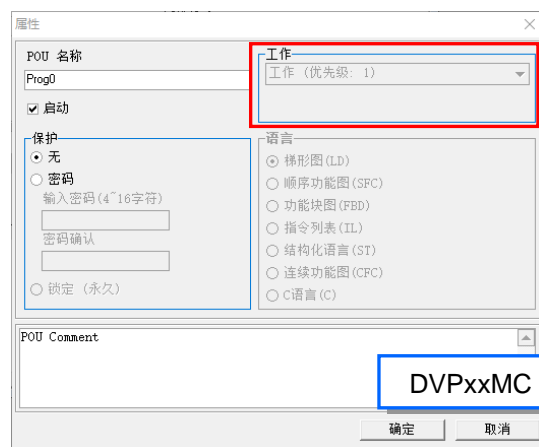 属性
POU 名称
Prog0
启动
工作
工作 (优先级: 1)
保护
无
密码
输入密码(4~16字符)
密码确认
锁定 (永久)
语言
梯形图(LD)
顺序功能图(SFC)
功能块图(FBD)
指令列表(IL)
结构化语言(ST)
连续功能图(CFC)
C语言(C)
POU Comment
DVPxxMC
确定
取消